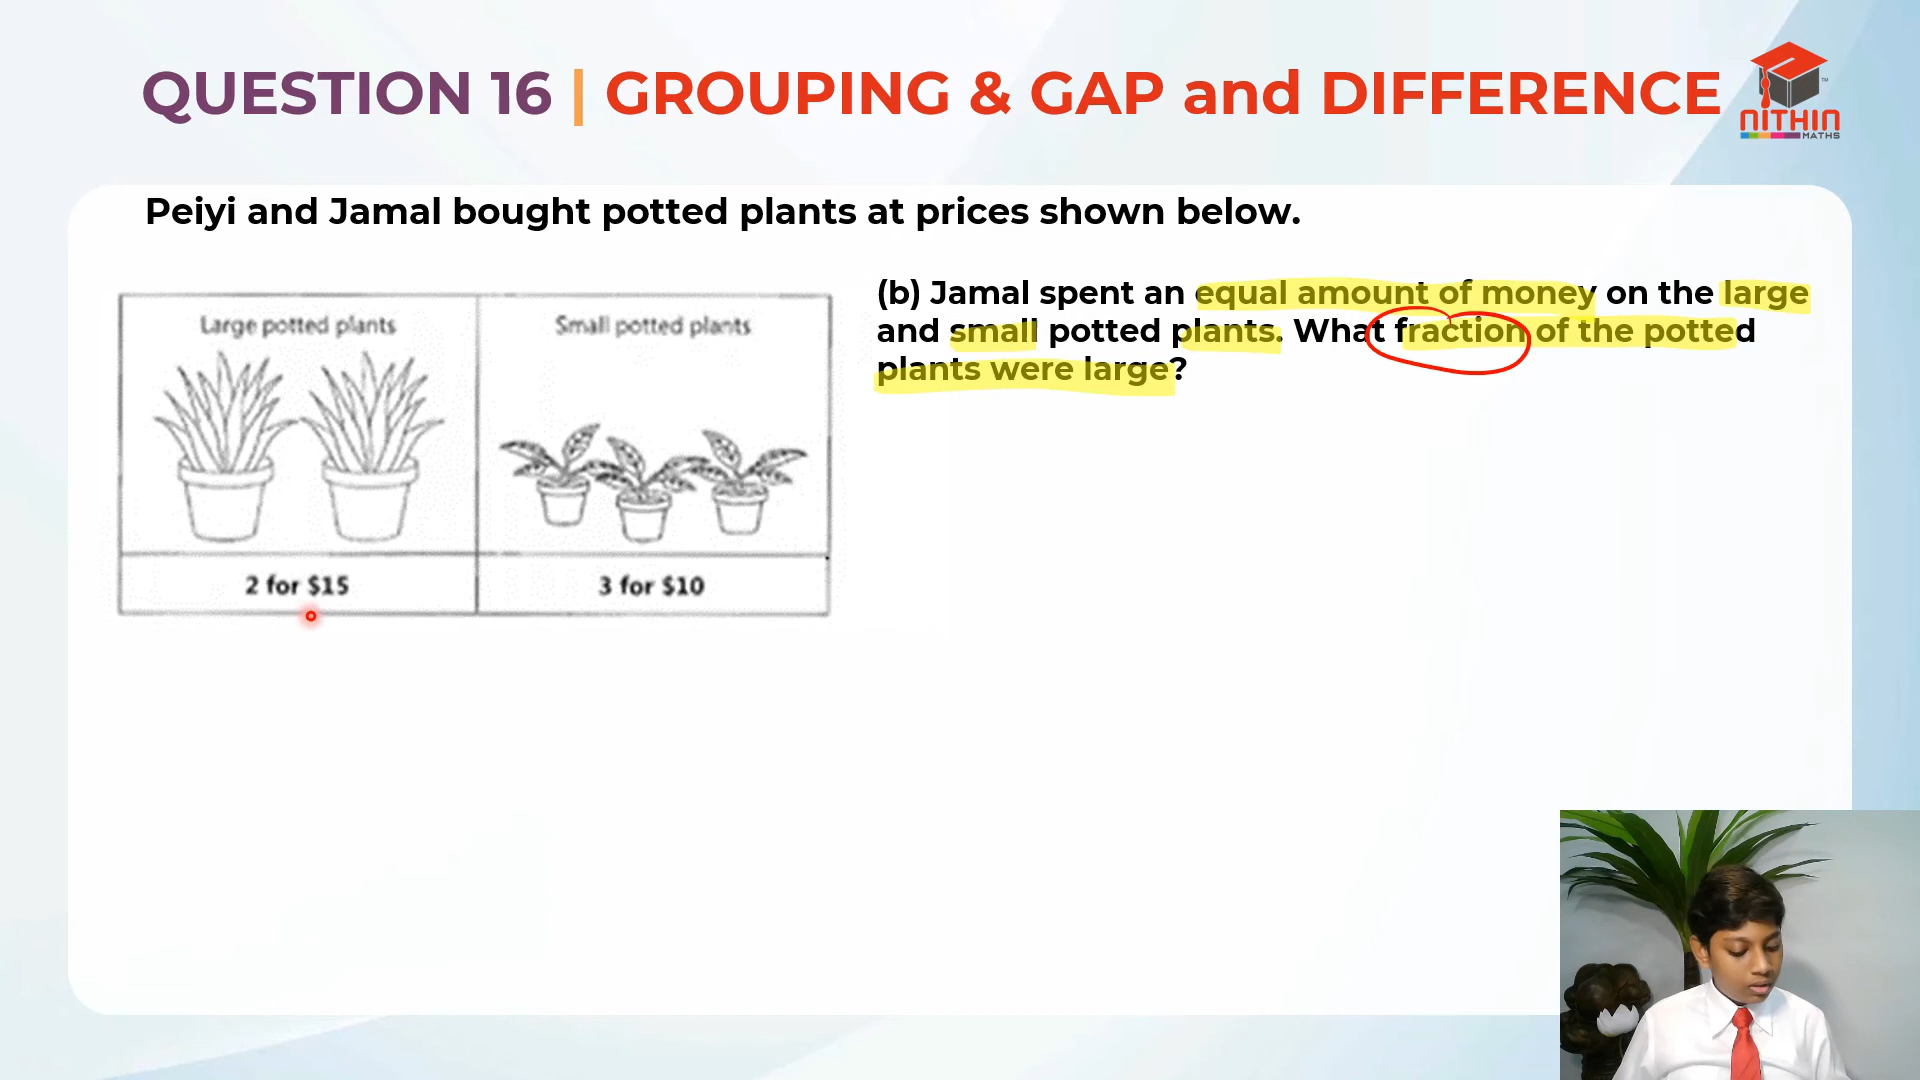 QUESTION 16 | GROUPING & GAP and DIFFERENCE
TM
NITHIN
MATHS
Peiyi and Jamal bought potted plants at prices shown below.
(b) Jamal spent an equal amount of money on the large
and small potted plants. What fraction of the potted
plants were large?
Large potted plants
Small potted plants
2 for $15
3 for $10